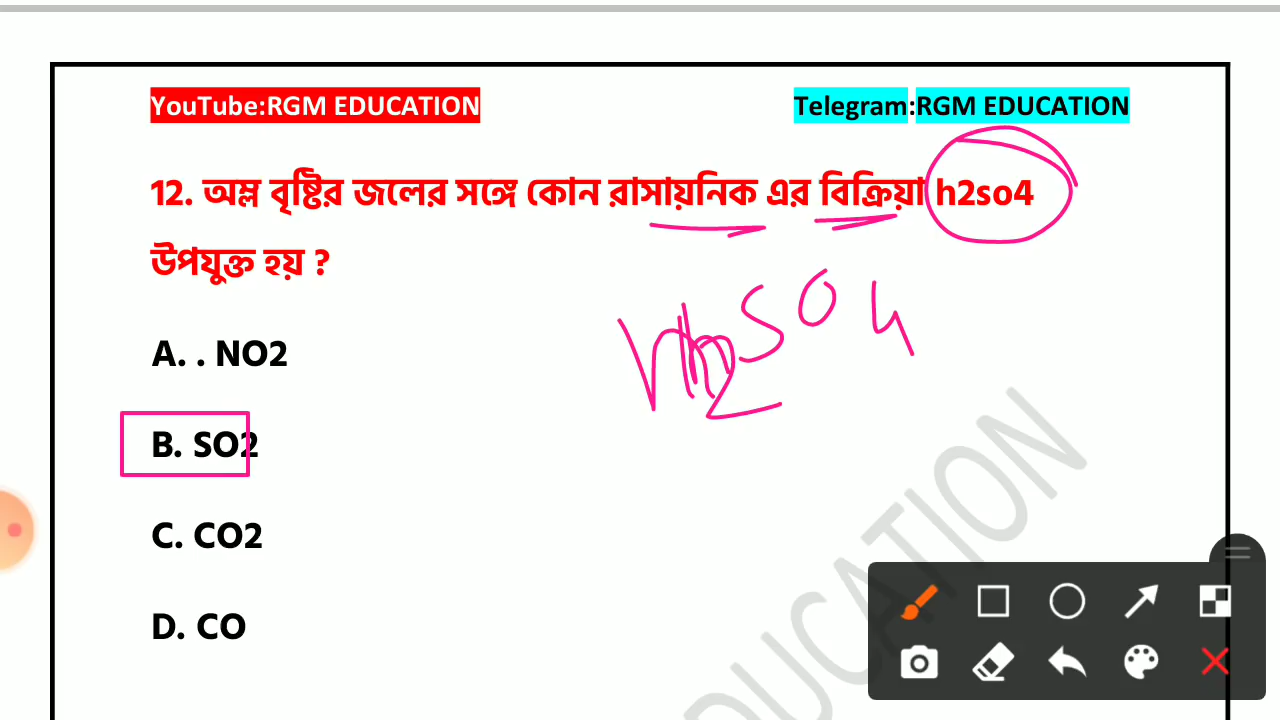 YouTube:RGM EDUCATION
Telegram:RGM EDUCATION
12. অম্ল বৃষ্টির জলের সঙ্গে কোন রাসায়নিক এর বিক্রিয়া h2so4
উপযুক্ত হয় ?
H2SO4
A. . NO2
B. SO2
C. CO2
D. CO
EDUCATION